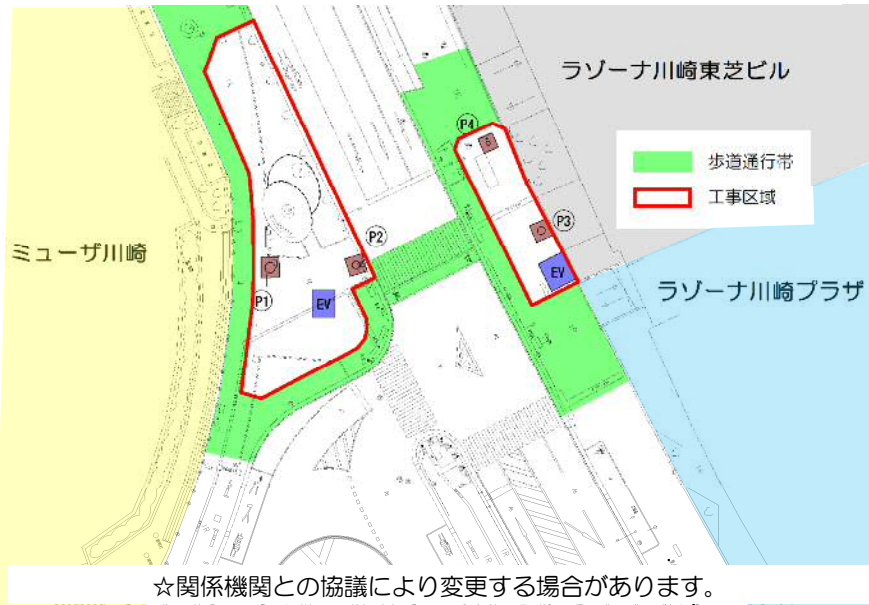 ラゾーナ川崎東芝ビル
P4
歩道通行帯
工事区域
P3
P2
ミューザ川崎
EV
ラゾーナ川崎プラザ
P1
EV
☆関係機関との協議により変更する場合があります。